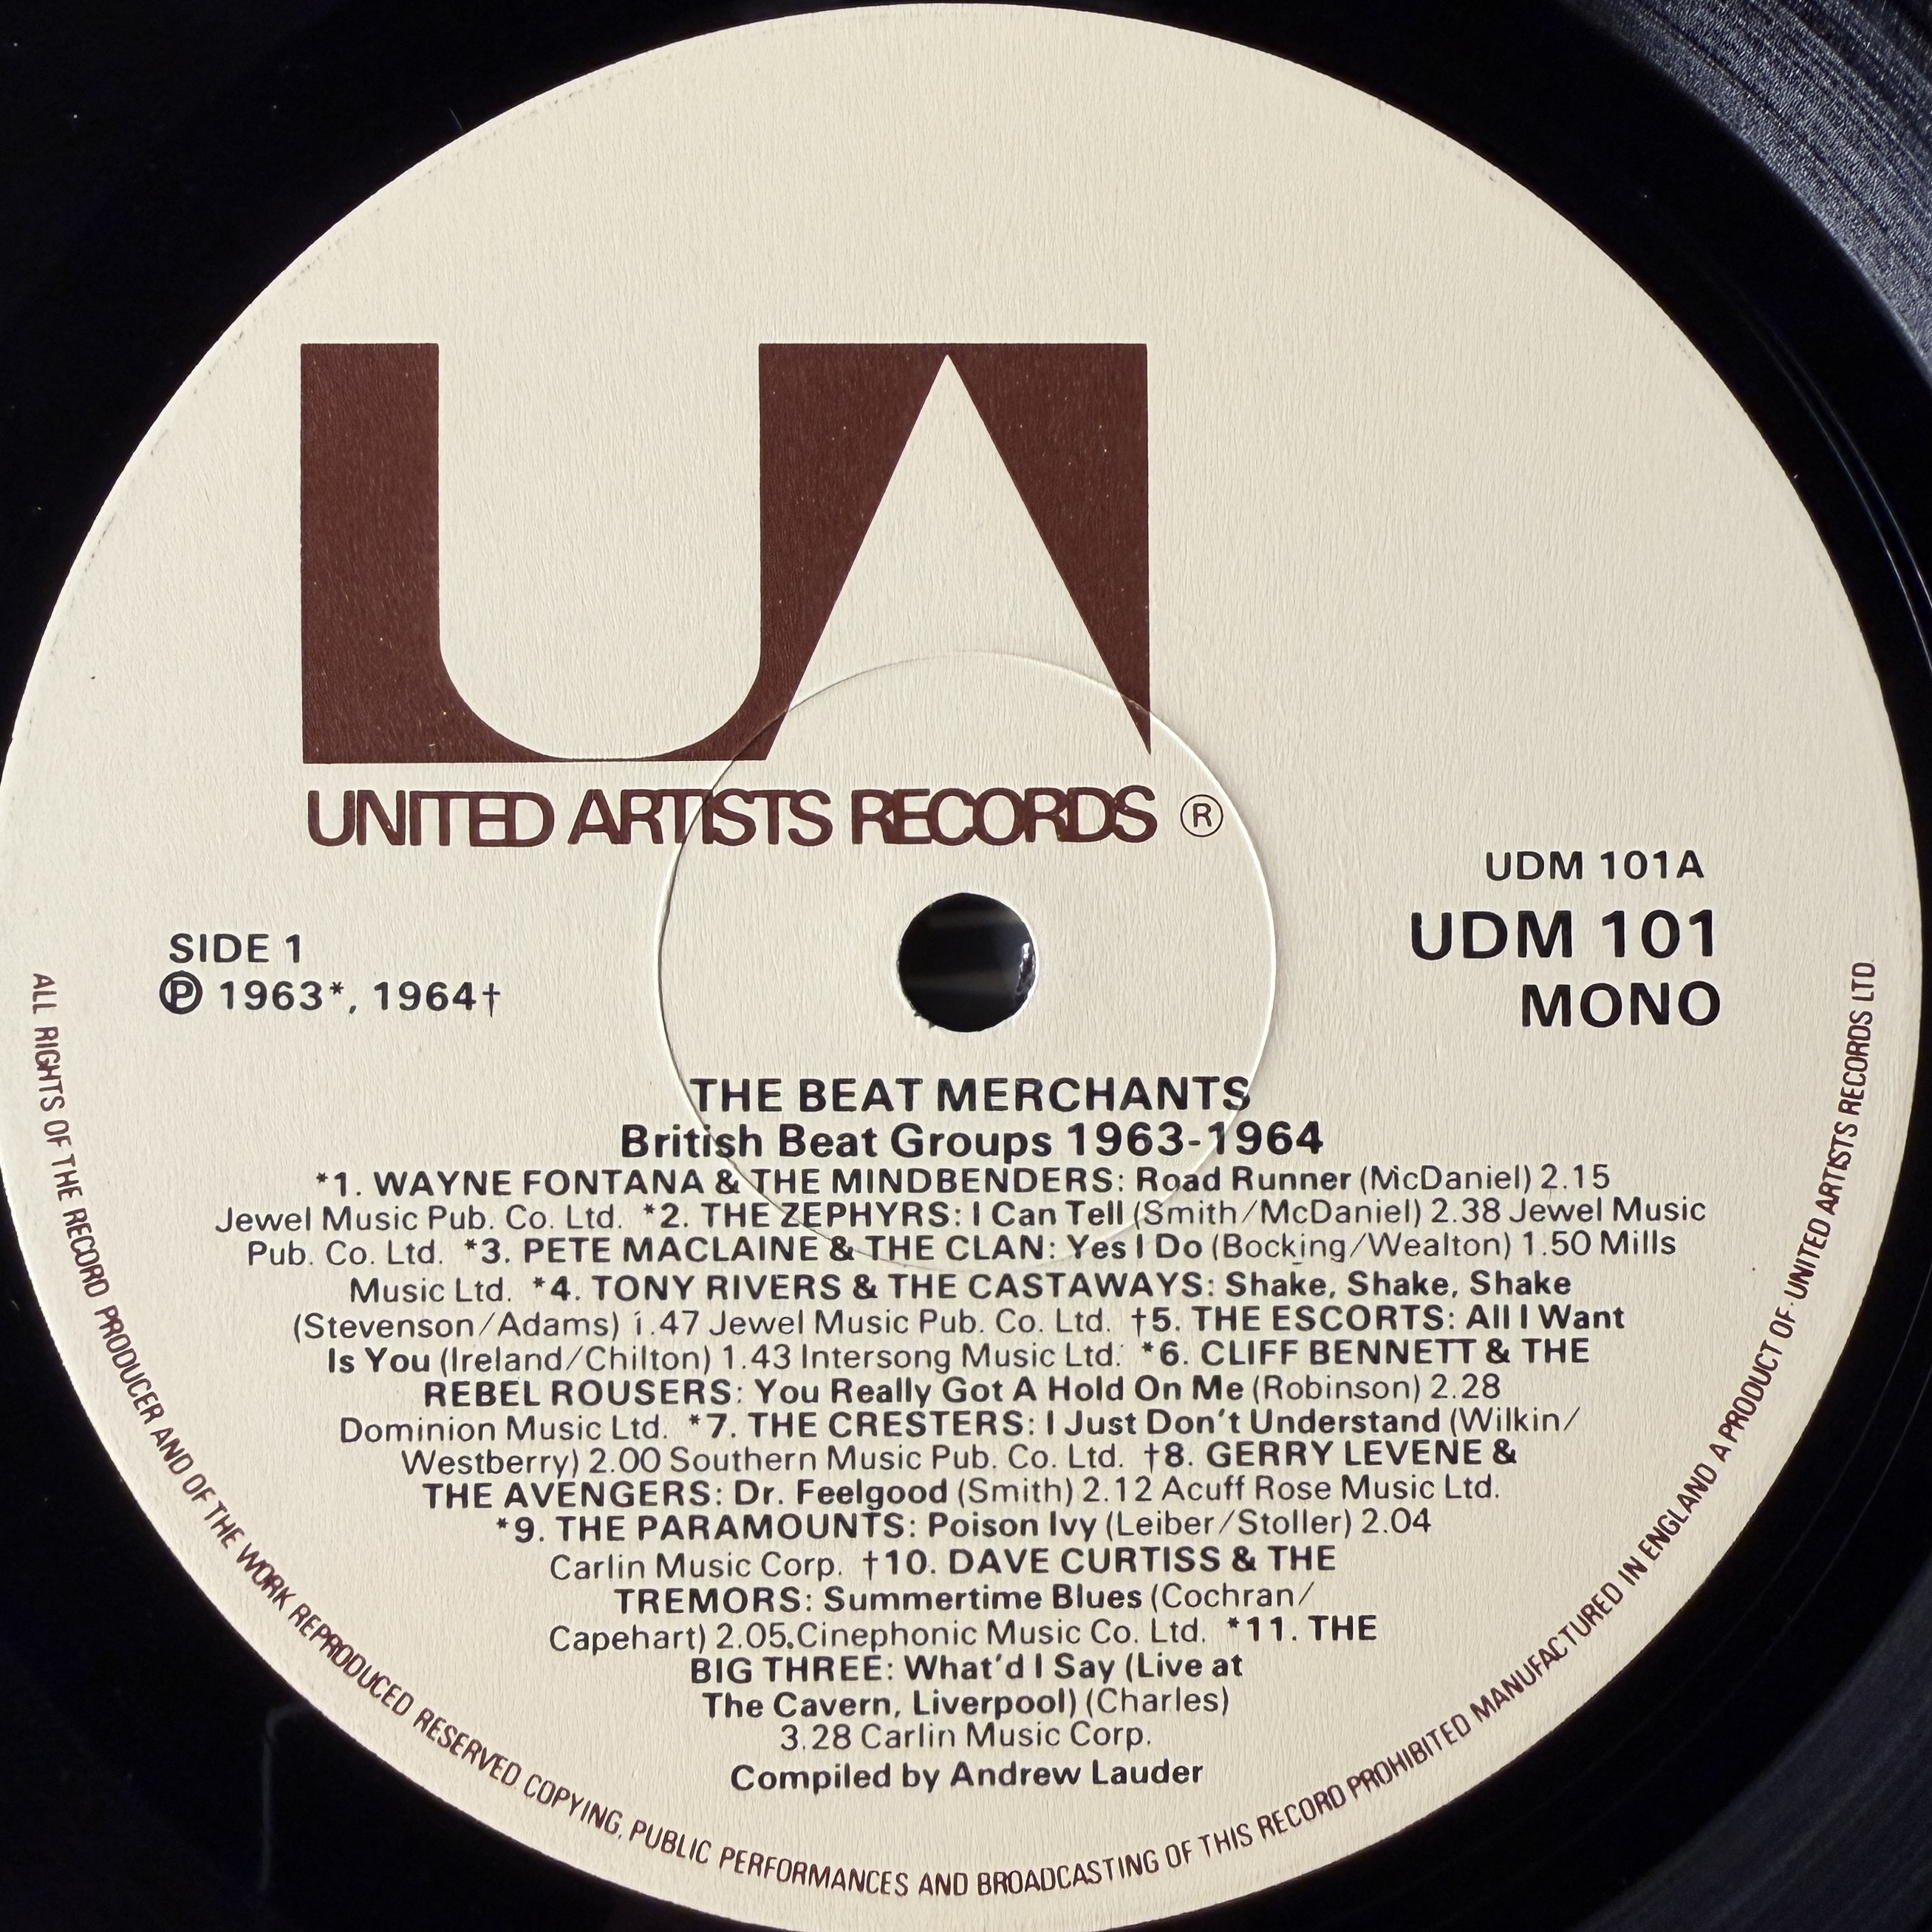 UA
UNITED ARTISTS RECORDS ®
UDM 101A
SIDE 1
UDM 101
℗ 1963*, 1964†
MONO
THE BEAT MERCHANTS
British Beat Groups 1963-1964
*1. WAYNE FONTANA & THE MINDBENDERS: Road Runner (McDaniel) 2.15
Jewel Music Pub. Co. Ltd. *2. THE ZEPHYRS: I Can Tell (Smith/McDaniel) 2.38 Jewel Music
Pub. Co. Ltd. *3. PETE MACLAINE & THE CLAN: Yes I Do (Bocking/Wealton) 1.50 Mills
Music Ltd. *4. TONY RIVERS & THE CASTAWAYS: Shake, Shake, Shake
(Stevenson/Adams) 1.47 Jewel Music Pub. Co. Ltd. †5. THE ESCORTS: All I Want
Is You (Ireland/Chilton) 1.43 Intersong Music Ltd. *6. CLIFF BENNETT & THE
REBEL ROUSERS: You Really Got A Hold On Me (Robinson) 2.28
Dominion Music Ltd. *7. THE CRESTERS: I Just Don't Understand (Wilkin/
Westberry) 2.00 Southern Music Pub. Co. Ltd. †8. GERRY LEVENE &
THE AVENGERS: Dr. Feelgood (Smith) 2.12 Acuff Rose Music Ltd.
*9. THE PARAMOUNTS: Poison Ivy (Leiber/Stoller) 2.04
Carlin Music Corp. †10. DAVE CURTISS & THE
TREMORS: Summertime Blues (Cochran/
Capehart) 2.05.Cinephonic Music Co. Ltd. *11. THE
BIG THREE: What'd I Say (Live at
The Cavern, Liverpool) (Charles)
3.28 Carlin Music Corp.
Compiled by Andrew Lauder
ALL RIGHTS OF THE RECORD PRODUCER AND OF THE WORK REPRODUCED RESERVED. COPYING, PUBLIC PERFORMANCES AND BROADCASTING OF THIS RECORD PROHIBITED MANUFACTURED IN ENGLAND A PRODUCT OF UNITED ARTISTS RECORDS LTD.